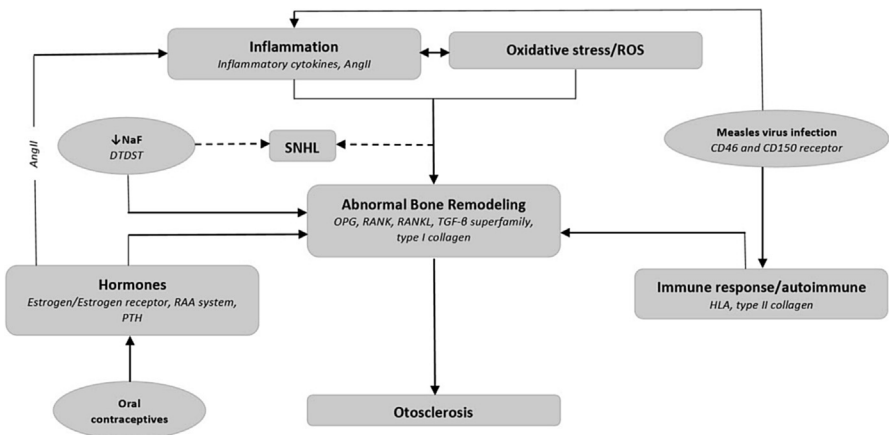 Inflammation
Inflammatory cytokines, AngII
Oxidative stress/ROS
AngII
↓NaF
DTDST
SNHL
Measles virus infection
CD46 and CD150 receptor
Abnormal Bone Remodeling
OPG, RANK, RANKL, TGF-β superfamily,
type I collagen
Hormones
Estrogen/Estrogen receptor, RAA system,
PTH
Immune response/autoimmune
HLA, type II collagen
Oral
contraceptives
Otosclerosis